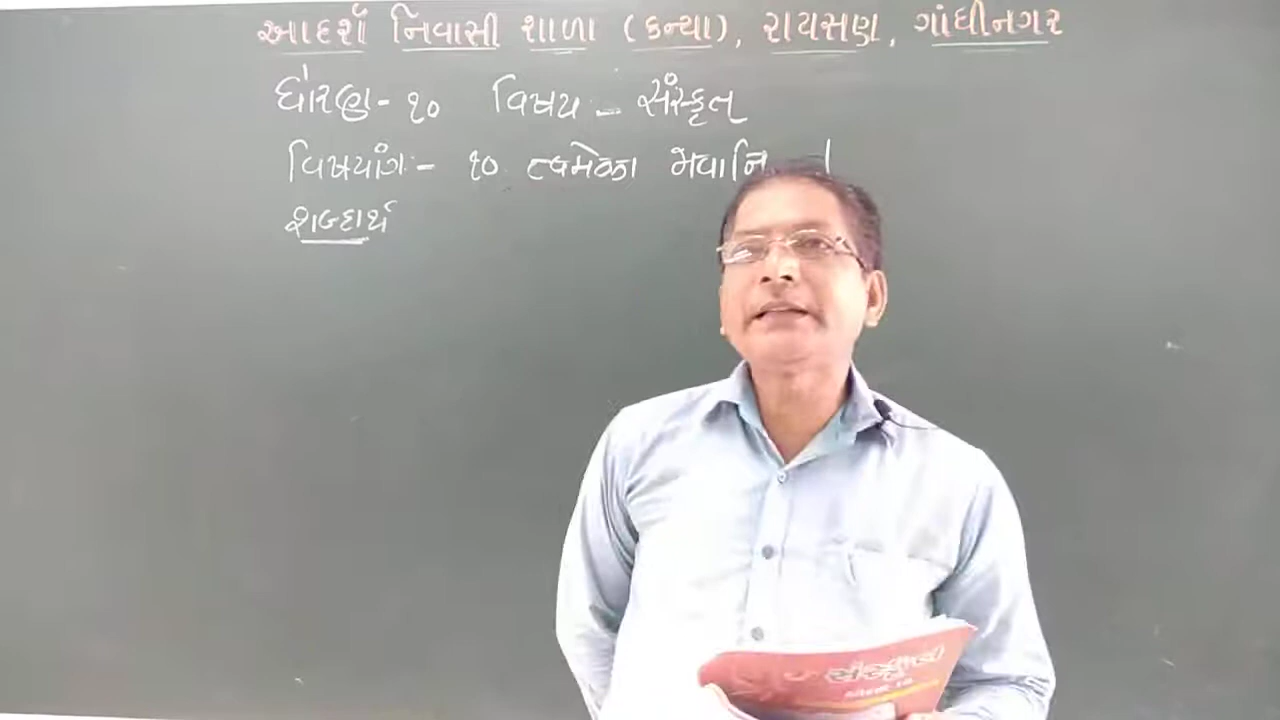 આદર્શ નિવાસી શાળા (કન્યા), રાયસણ, ગાંધીનગર
ધોરણ - ૧૦ વિષય :- સંસ્કૃત
વિષયાંગ :- ૧૦. ત્વમેકા ભવાનિ
શબ્દાર્થ
સંસ્કૃત